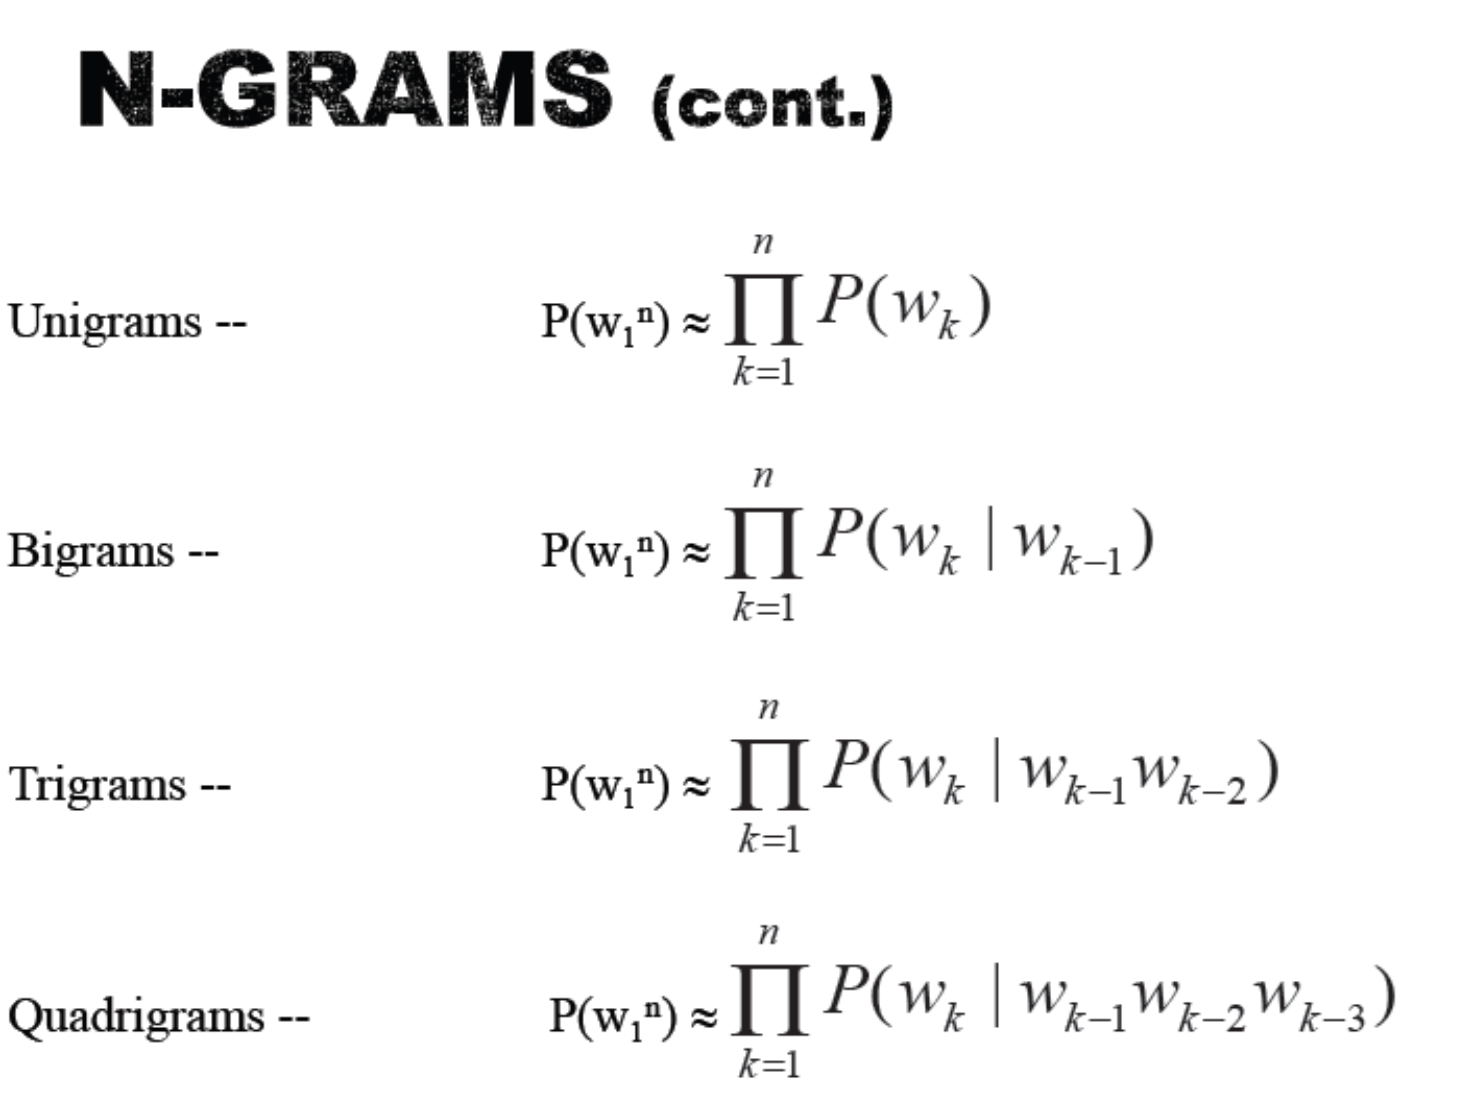 N-GRAMS (cont.)
Unigrams -- P(w₁ⁿ) ≈ ∏ₖ₌₁ⁿ P(wₖ)
Bigrams -- P(w₁ⁿ) ≈ ∏ₖ₌₁ⁿ P(wₖ | wₖ₋₁)
Trigrams -- P(w₁ⁿ) ≈ ∏ₖ₌₁ⁿ P(wₖ | wₖ₋₁wₖ₋₂)
Quadrigrams -- P(w₁ⁿ) ≈ ∏ₖ₌₁ⁿ P(wₖ | wₖ₋₁wₖ₋₂wₖ₋₃)